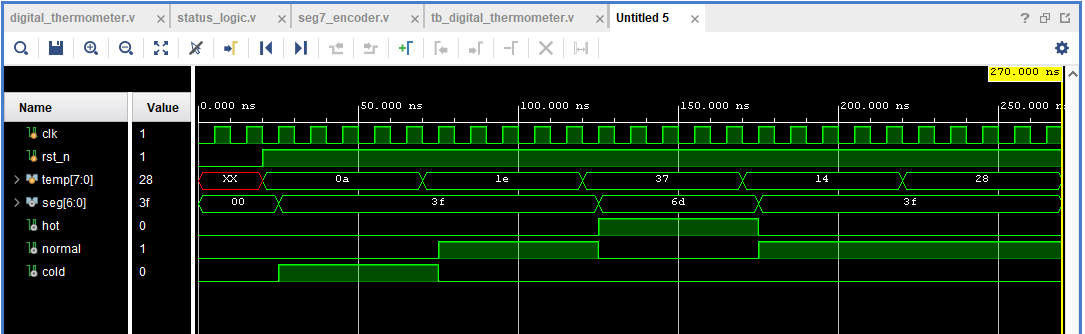 digital_thermometer.v × status_logic.v × seg7_encoder.v × tb_digital_thermometer.v × Untitled 5 ×
270.000 ns
Name Value 0.000 ns 50.000 ns 100.000 ns 150.000 ns 200.000 ns 250.000 ns
clk 1
rst_n 1
temp[7:0] 28 XX 0a 1e 37 14 28
seg[6:0] 3f 00 3f 6d 3f
hot 0
normal 1
cold 0